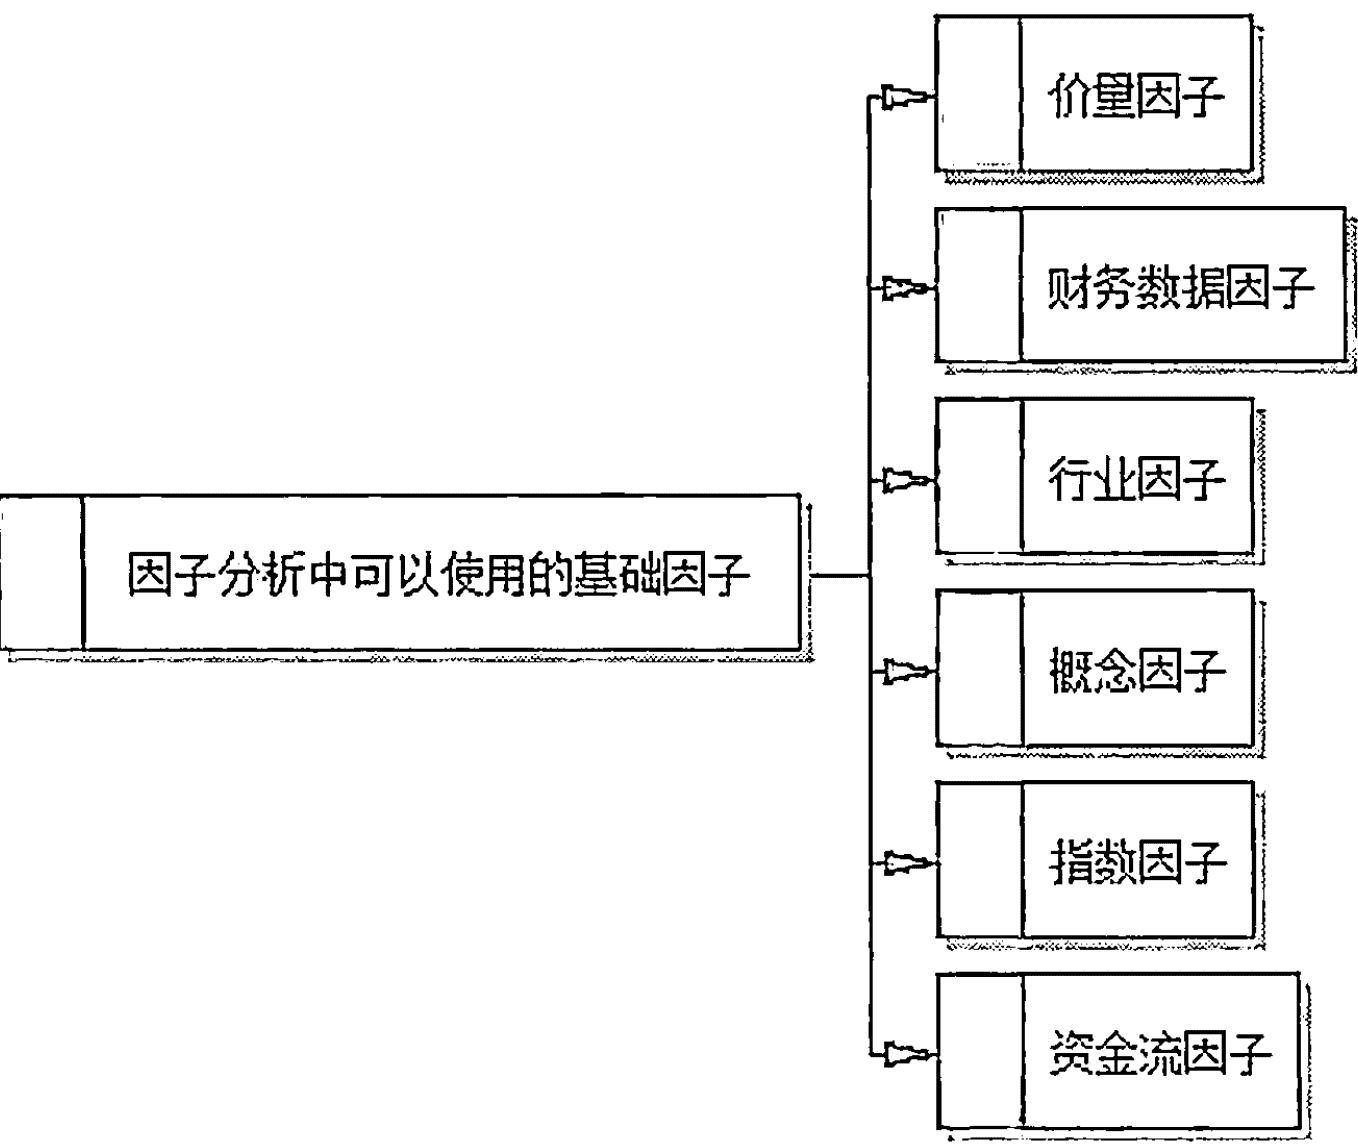 价量因子
财务数据因子
行业因子
因子分析中可以使用的基础因子
概念因子
指数因子
资金流因子